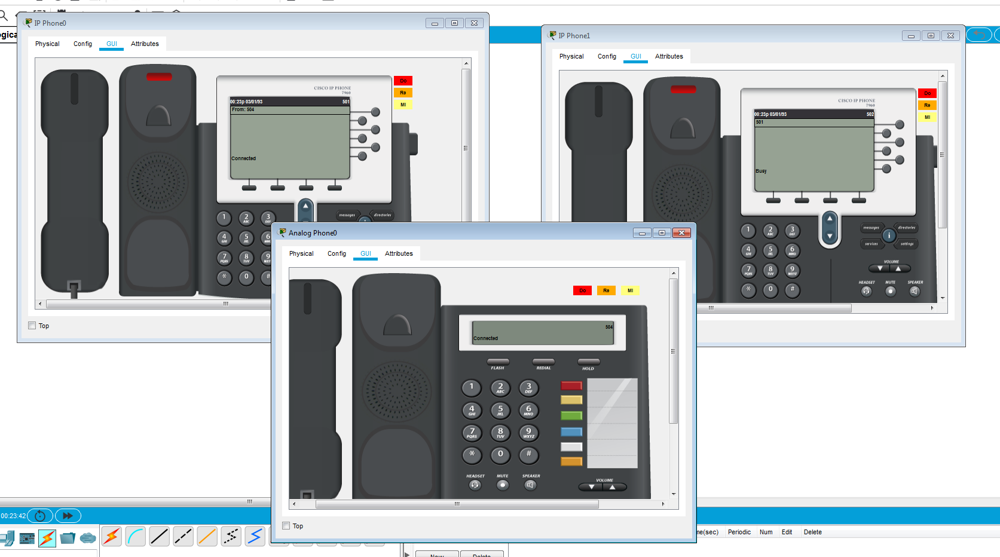 IP Phone0
Physical Config GUI Attributes
Do
Re
MI
CISCO IP PHONE
7960
00:23p 03/01/93 501
From: 504
Connected
messages directories
1 2 ABC 3 DEF
4 GHI 5 JKL 6 MNO
7 PQRS 8 TUV 9
* 0 #
Top
IP Phone1
Physical Config GUI Attributes
Do
Re
MI
CISCO IP PHONE
7960
00:23p 03/01/93 502
501
Busy
1 2 ABC 3 DEF
4 GHI 5 JKL 6 MNO
7 PQRS 8 TUV 9 WXYZ
* 0 #
messages i directories
services settings
VOLUME
HEADSET MUTE SPEAKER
Analog Phone0
Physical Config GUI Attributes
Do Re MI
504
Connected
FLASH REDIAL HOLD
1 2 ABC 3 DEF
4 GHI 5 JKL 6 MNO
7 PQRS 8 TUV 9 WXYZ
* 0 #
HEADSET MUTE SPEAKER
VOLUME
Top
00:23:42
Periodic Num Edit Delete
New Delete